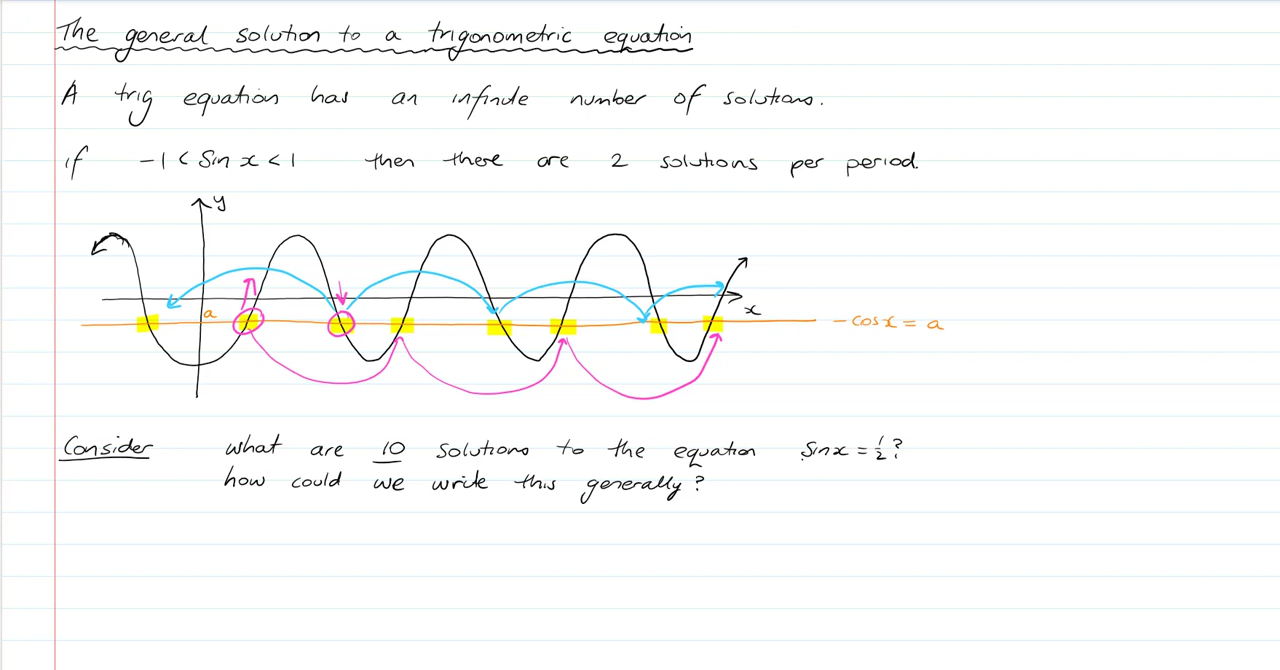 The general solution to a trigonometric equation
A trig equation has an infinite number of solutions.
if -1 < Sin x < 1 then there are 2 solutions per period.
y
a
x
-cosx = a
Consider what are 10 solutions to the equation sinx = 1/2?
how could we write this generally?